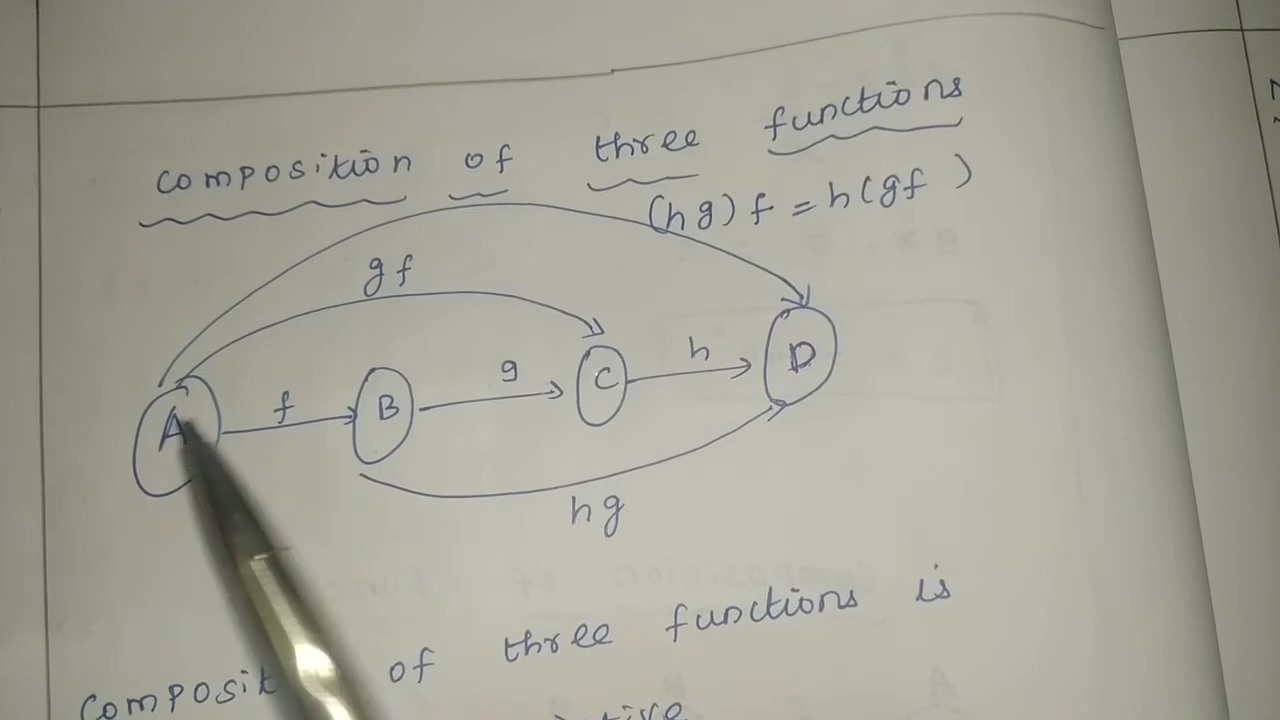 composition of three functions
(hg) f = h(gf)
gf
A f B g C h D
hg
of three functions is